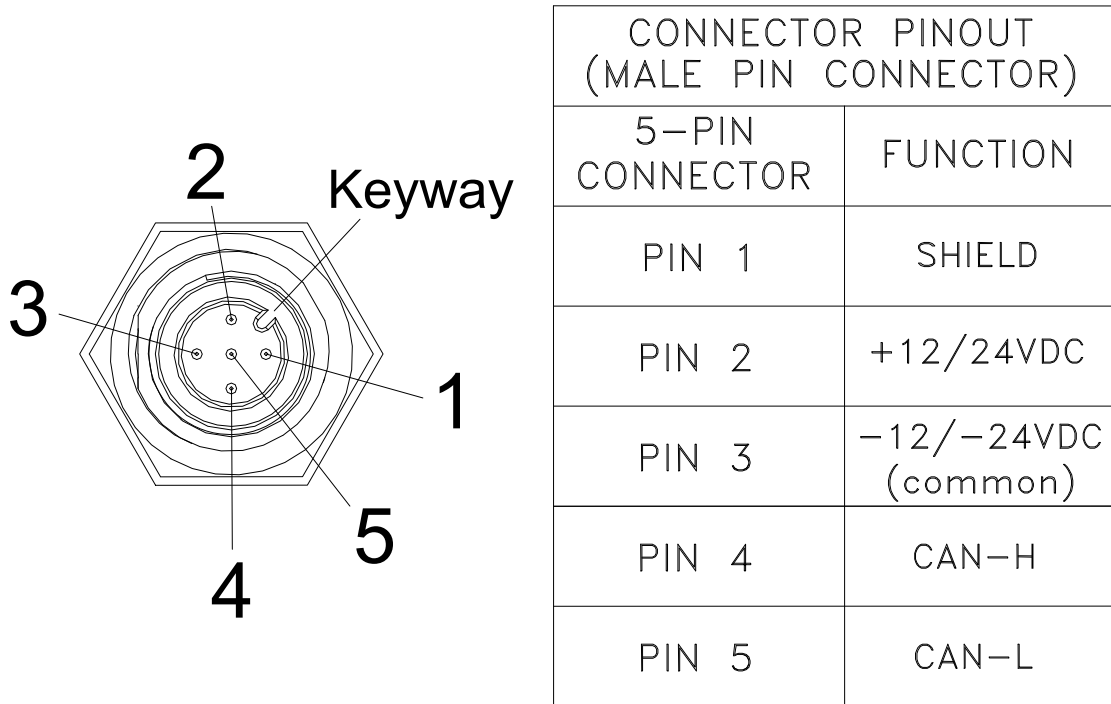 2
Keyway
3
1
5
4
CONNECTOR PINOUT
(MALE PIN CONNECTOR)
5-PIN
CONNECTOR
FUNCTION
PIN 1
SHIELD
PIN 2
+12/24VDC
PIN 3
-12/-24VDC
(common)
PIN 4
CAN-H
PIN 5
CAN-L